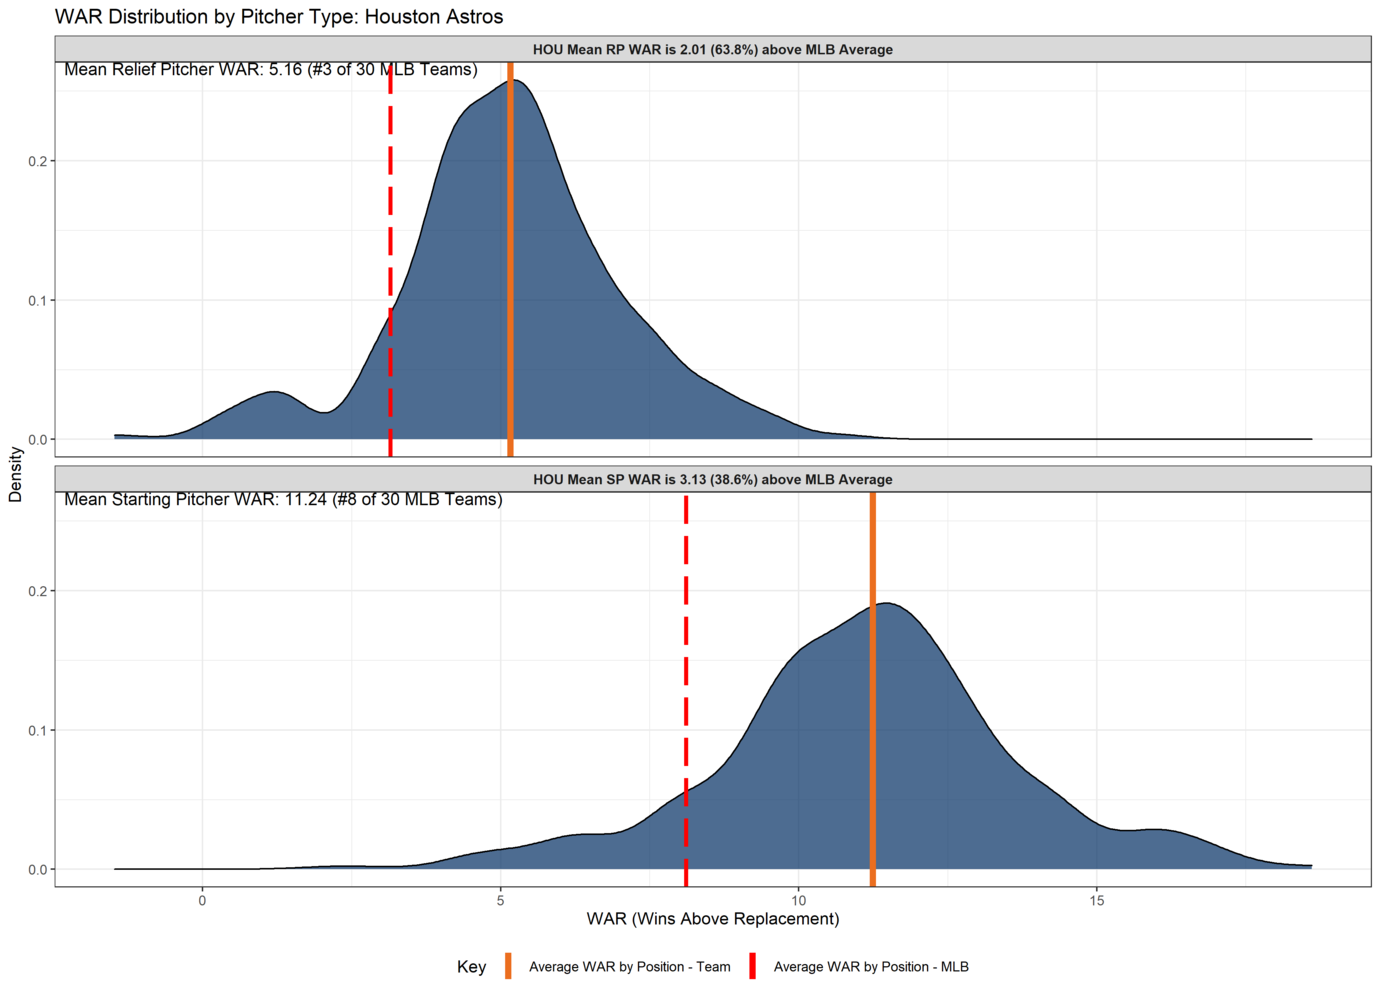 WAR Distribution by Pitcher Type: Houston Astros
HOU Mean RP WAR is 2.01 (63.8%) above MLB Average
Mean Relief Pitcher WAR: 5.16 (#3 of 30 MLB Teams)
0.2
0.1
0.0
Density
HOU Mean SP WAR is 3.13 (38.6%) above MLB Average
Mean Starting Pitcher WAR: 11.24 (#8 of 30 MLB Teams)
0.2
0.1
0.0
0 5 10 15
WAR (Wins Above Replacement)
Key Average WAR by Position - Team Average WAR by Position - MLB